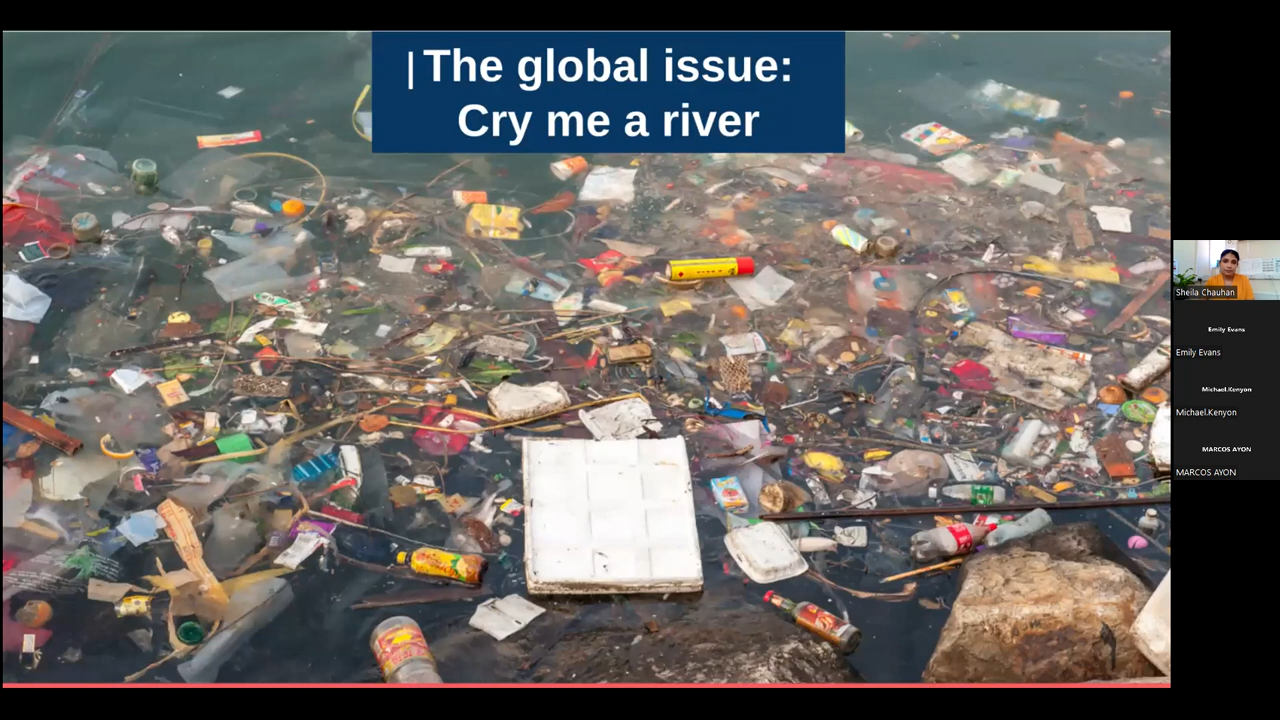 |The global issue:
Cry me a river
Sheila Chauhan
Emily Evans
Emily Evans
Michael.Kenyon
Michael.Kenyon
MARCOS AYON
MARCOS AYON